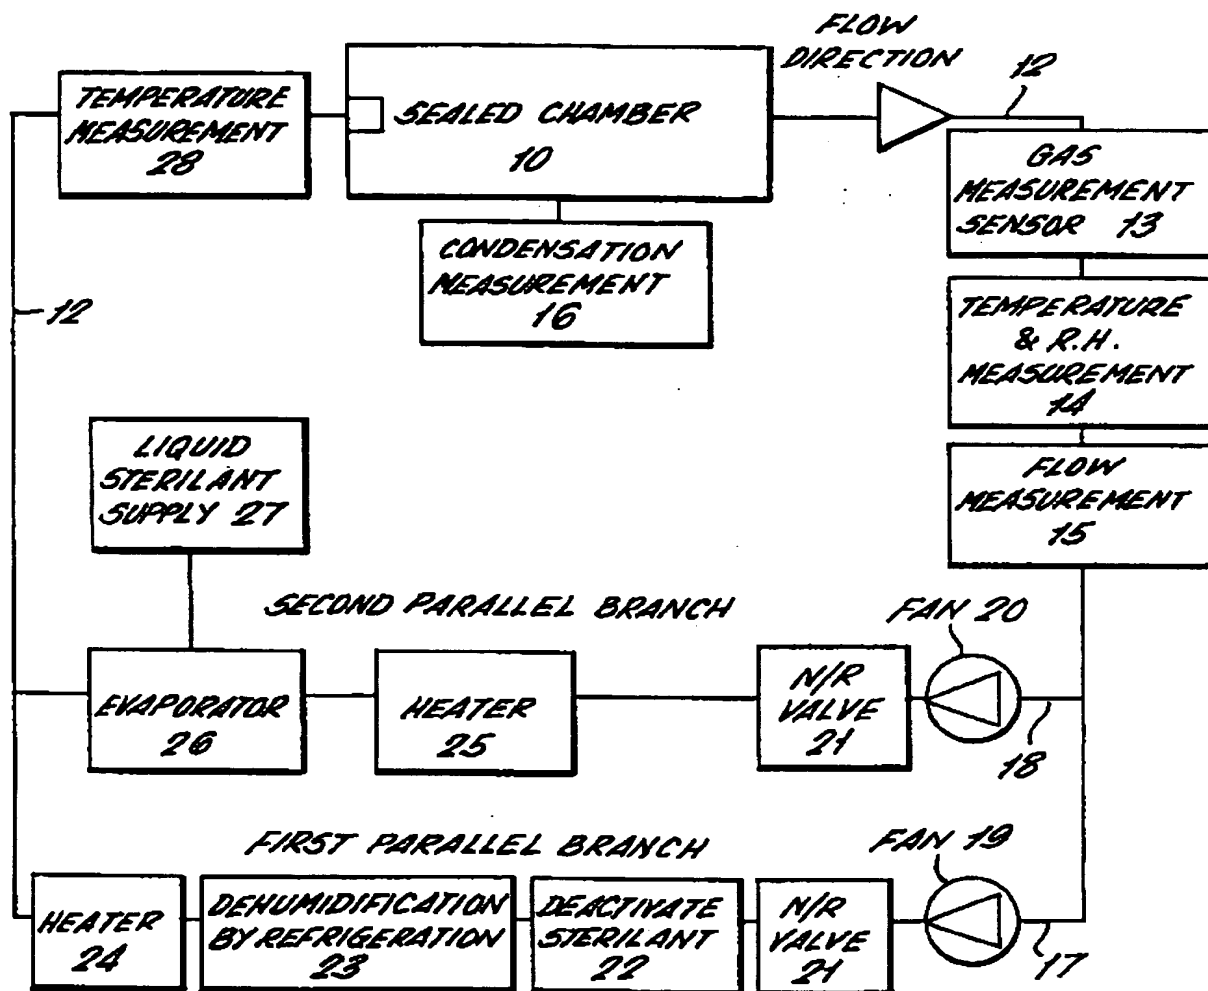 FLOW
DIRECTION
12
TEMPERATURE
MEASUREMENT
28
SEALED CHAMBER
10
GAS
MEASUREMENT
SENSOR 13
CONDENSATION
MEASUREMENT
16
12
TEMPERATURE
& R.H.
MEASUREMENT
14
LIQUID
STERILANT
SUPPLY 27
FLOW
MEASUREMENT
15
SECOND PARALLEL BRANCH
FAN 20
EVAPORATOR
26
HEATER
25
N/R
VALVE
21
18
FIRST PARALLEL BRANCH
FAN 19
HEATER
24
DEHUMIDIFICATION
BY REFRIGERATION
23
DEACTIVATE
STERILANT
22
N/R
VALVE
21
17